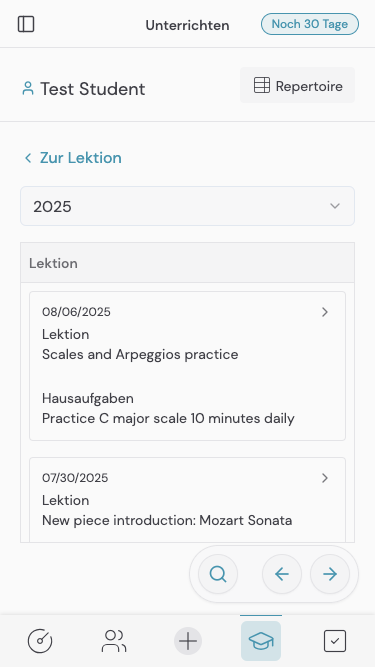 Unterrichten
Noch 30 Tage
Test Student
Repertoire
Zur Lektion
2025
Lektion
08/06/2025
Lektion
Scales and Arpeggios practice
Hausaufgaben
Practice C major scale 10 minutes daily
07/30/2025
Lektion
New piece introduction: Mozart Sonata